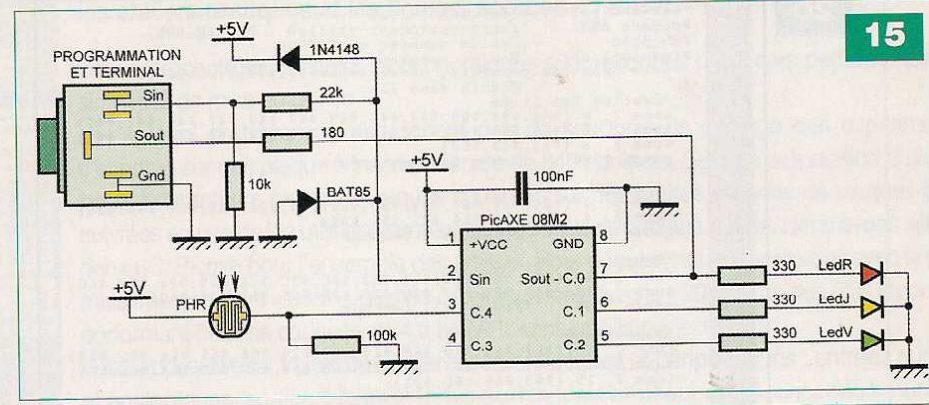 15
+5V
1N4148
PROGRAMMATION
ET TERMINAL
Sin
22k
Sout
180
Gnd
10k
BAT85
+5V
100nF
PicAXE 08M2
1 +VCC GND 8
2 Sin Sout - C.0 7
3 C.4 C.1 6
4 C.3 C.2 5
330 LedR
330 LedJ
330 LedV
+5V
PHR
100k